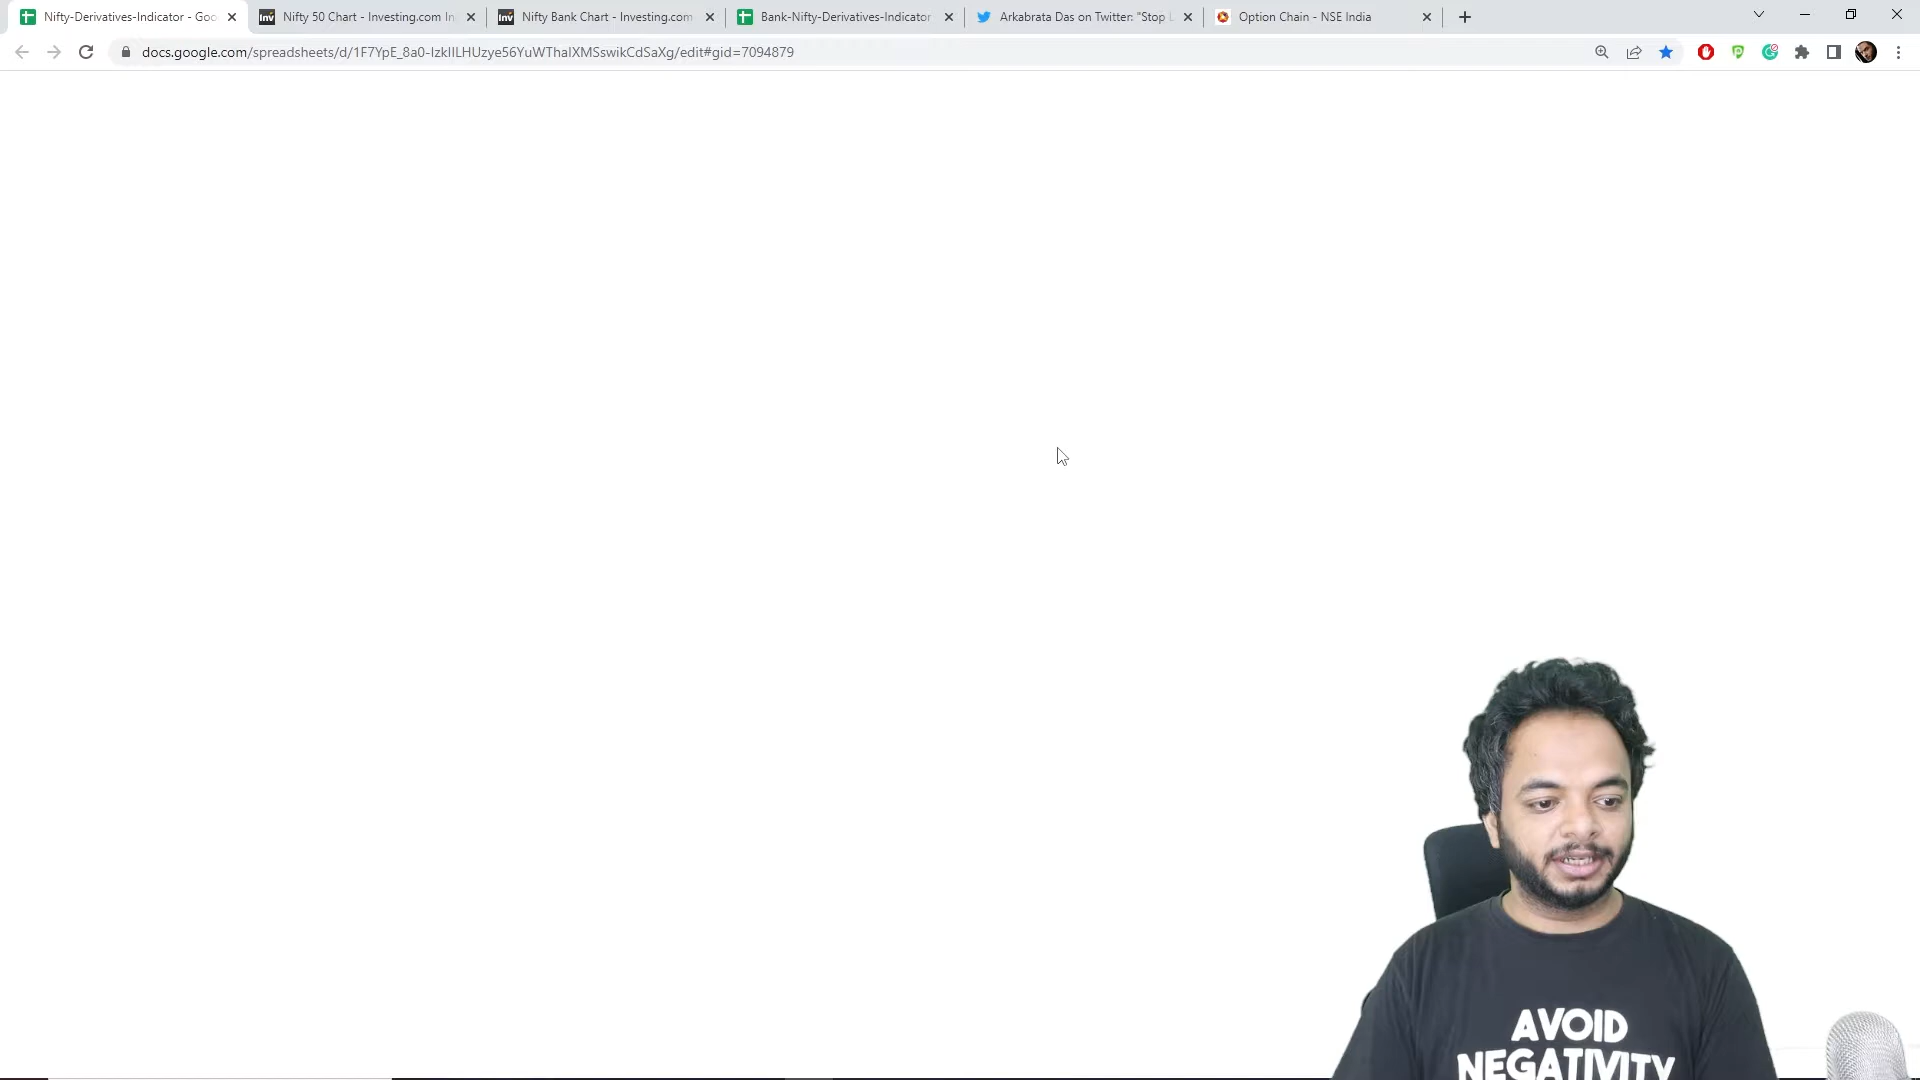 Nifty-Derivatives-Indicator - Goo
Nifty 50 Chart - Investing.com In
Nifty Bank Chart - Investing.com
Bank-Nifty-Derivatives-Indicator
Arkabrata Das on Twitter: "Stop L
Option Chain - NSE India
docs.google.com/spreadsheets/d/1F7YpE_8a0-IzkIILHUzye56YuWThaIXMSswikCdSaXg/edit#gid=7094879
AVOID
NEGATIVITY